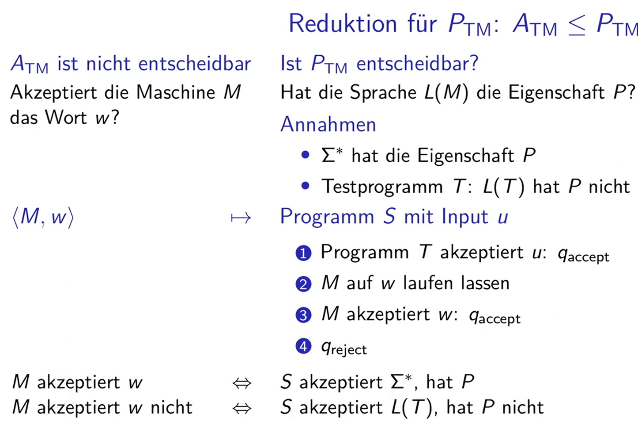 Reduktion für P_TM: A_TM ≤ P_TM
A_TM ist nicht entscheidbar
Akzeptiert die Maschine M
das Wort w?
Ist P_TM entscheidbar?
Hat die Sprache L(M) die Eigenschaft P?
Annahmen
• Σ* hat die Eigenschaft P
• Testprogramm T: L(T) hat P nicht
⟨M, w⟩ ↦ Programm S mit Input u
1 Programm T akzeptiert u: q_accept
2 M auf w laufen lassen
3 M akzeptiert w: q_accept
4 q_reject
M akzeptiert w ⇔ S akzeptiert Σ*, hat P
M akzeptiert w nicht ⇔ S akzeptiert L(T), hat P nicht